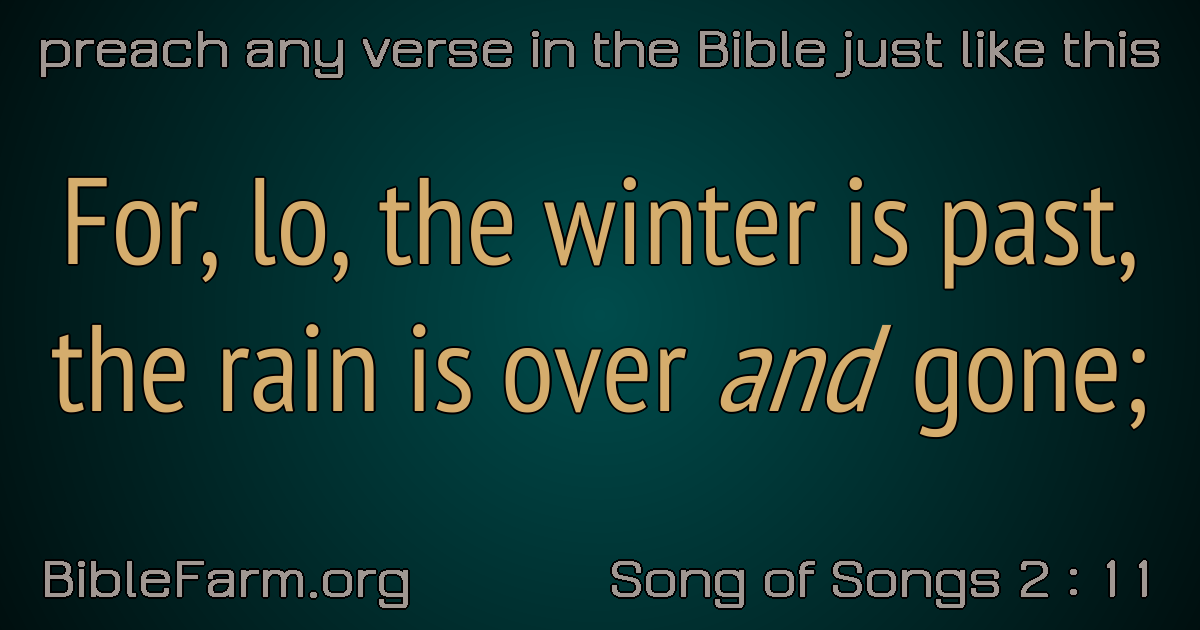 preach any verse in the Bible just like this
For, lo, the winter is past,
the rain is over and gone;
BibleFarm.org
Song of Songs 2 : 11